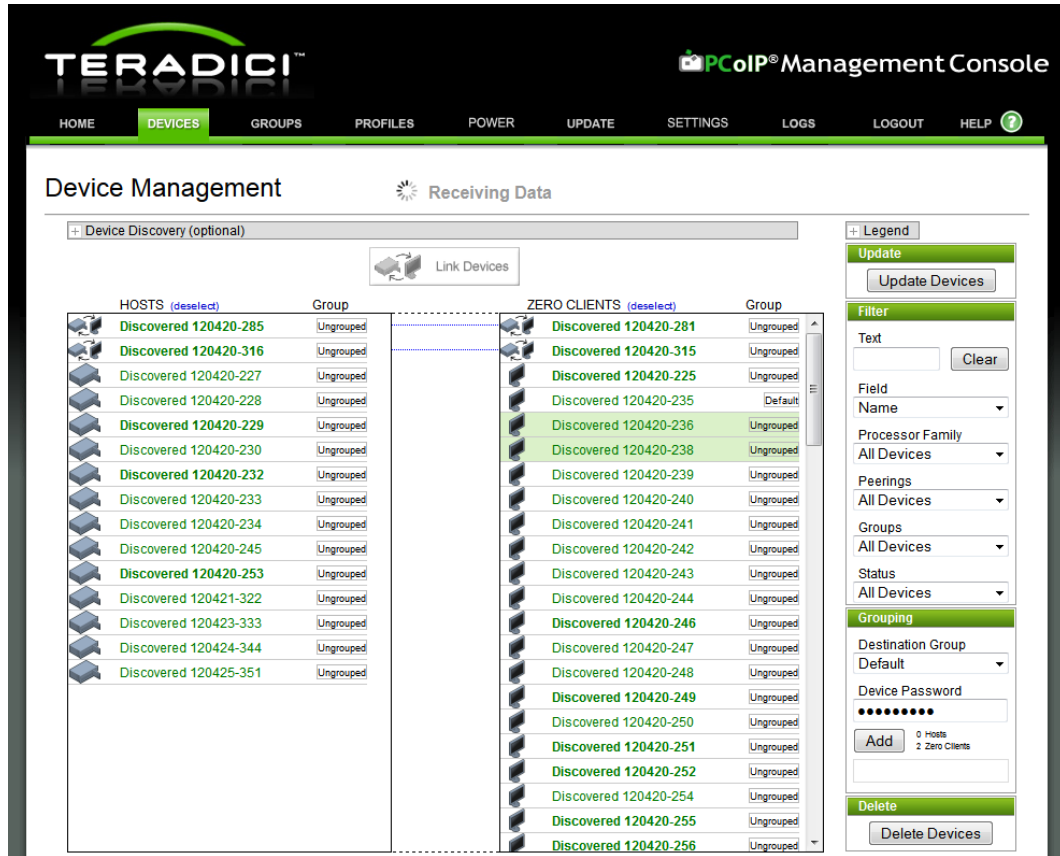 TERADICI™
PCoIP® Management Console
HOME DEVICES GROUPS PROFILES POWER UPDATE SETTINGS LOGS LOGOUT HELP ?
Device Management Receiving Data
+ Device Discovery (optional)
Link Devices
HOSTS (deselect) Group ZERO CLIENTS (deselect) Group
Discovered 120420-285 Ungrouped Discovered 120420-281 Ungrouped
Discovered 120420-316 Ungrouped Discovered 120420-315 Ungrouped
Discovered 120420-227 Ungrouped Discovered 120420-225 Ungrouped
Discovered 120420-228 Ungrouped Discovered 120420-235 Default
Discovered 120420-229 Ungrouped Discovered 120420-236 Ungrouped
Discovered 120420-230 Ungrouped Discovered 120420-238 Ungrouped
Discovered 120420-232 Ungrouped Discovered 120420-239 Ungrouped
Discovered 120420-233 Ungrouped Discovered 120420-240 Ungrouped
Discovered 120420-234 Ungrouped Discovered 120420-241 Ungrouped
Discovered 120420-245 Ungrouped Discovered 120420-242 Ungrouped
Discovered 120420-253 Ungrouped Discovered 120420-243 Ungrouped
Discovered 120421-322 Ungrouped Discovered 120420-244 Ungrouped
Discovered 120423-333 Ungrouped Discovered 120420-246 Ungrouped
Discovered 120424-344 Ungrouped Discovered 120420-247 Ungrouped
Discovered 120425-351 Ungrouped Discovered 120420-248 Ungrouped
Discovered 120420-249 Ungrouped
Discovered 120420-250 Ungrouped
Discovered 120420-251 Ungrouped
Discovered 120420-252 Ungrouped
Discovered 120420-254 Ungrouped
Discovered 120420-255 Ungrouped
Discovered 120420-256 Ungrouped
+ Legend
Update
Update Devices
Filter
Text
Clear
Field
Name
Processor Family
All Devices
Peerings
All Devices
Groups
All Devices
Status
All Devices
Grouping
Destination Group
Default
Device Password
●●●●●●●●●
Add
0 Hosts
2 Zero Clients
Delete
Delete Devices